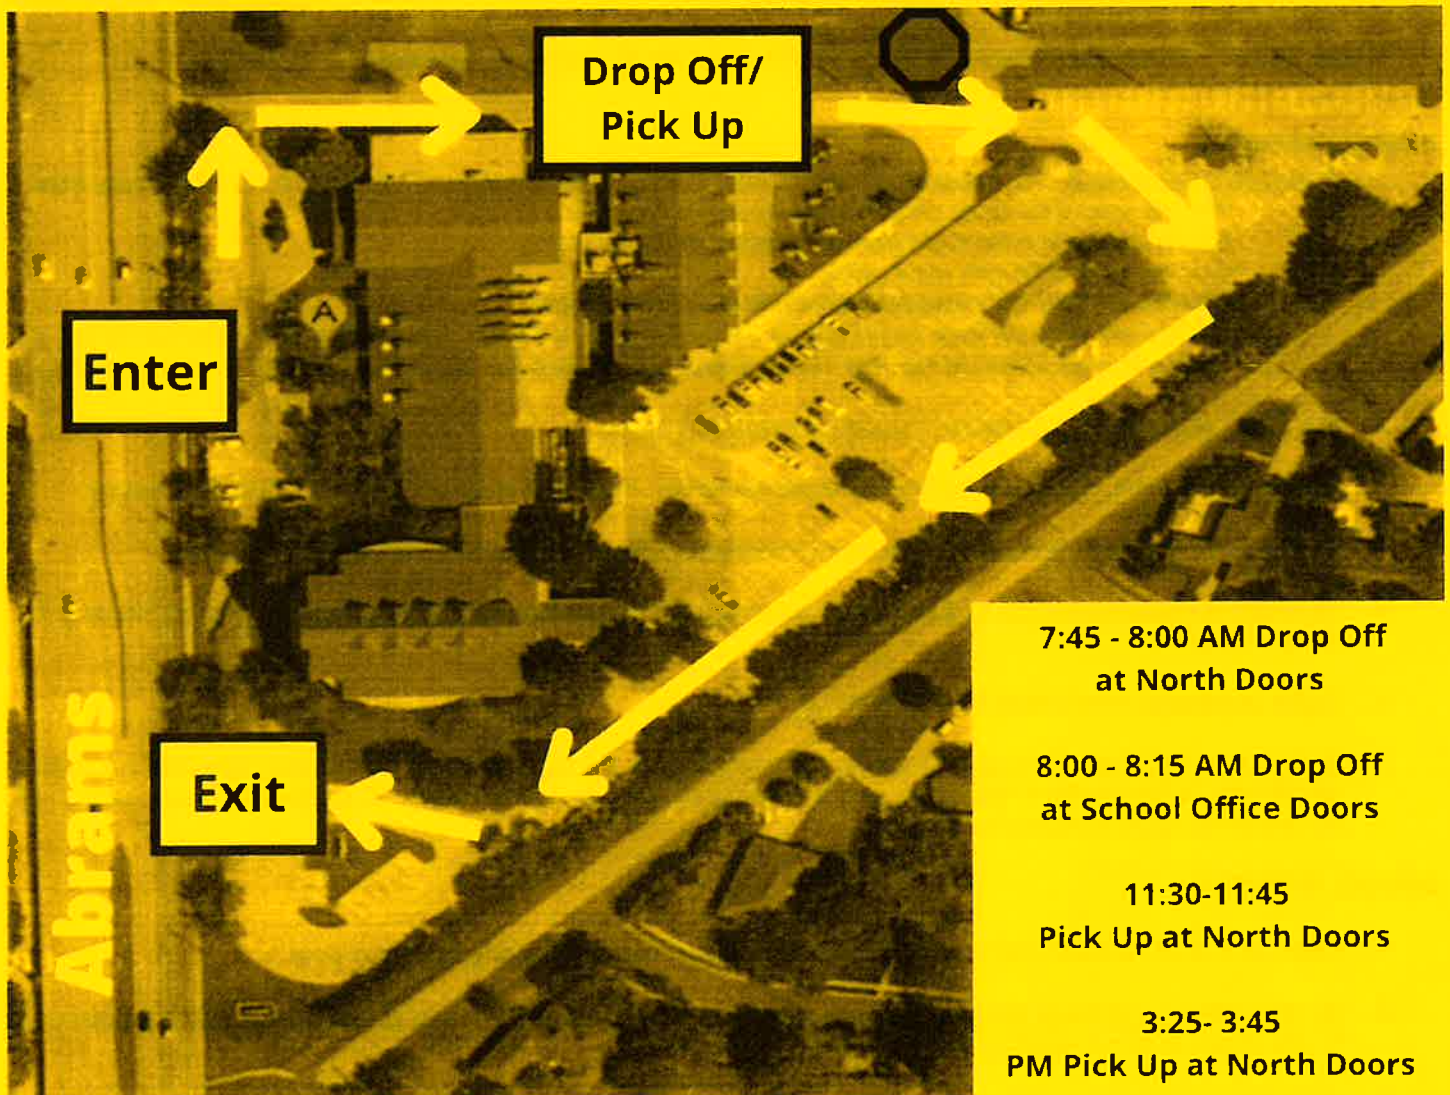 Drop Off/
Pick Up
A
Enter
Abrams
Exit
7:45 - 8:00 AM Drop Off
at North Doors
8:00 - 8:15 AM Drop Off
at School Office Doors
11:30-11:45
Pick Up at North Doors
3:25- 3:45
PM Pick Up at North Doors